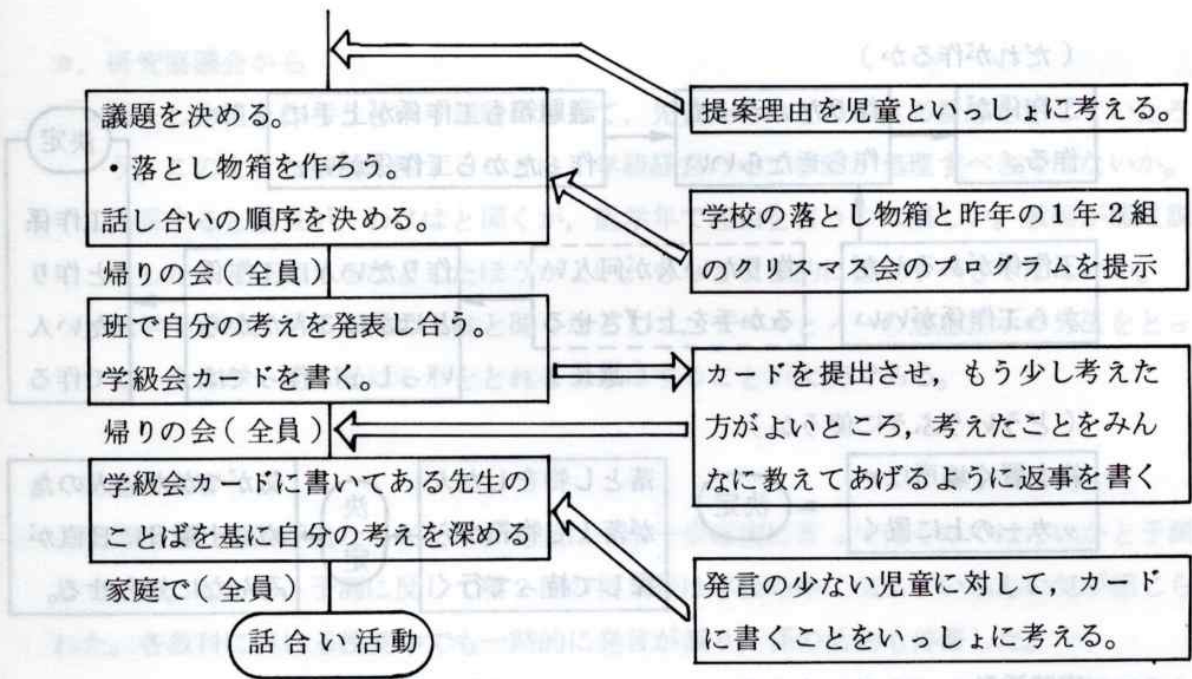 議題を決める。
・落とし物箱を作ろう。
話し合いの順序を決める。
帰りの会(全員)
班で自分の考えを発表し合う。
学級会カードを書く。
帰りの会(全員)
学級会カードに書いてある先生の
ことばを基に自分の考えを深める
家庭で(全員)
話合い活動
提案理由を児童といっしょに考える。
学校の落とし物箱と昨年の1年2組
のクリスマス会のプログラムを提示
カードを提出させ,もう少し考えた
方がよいところ,考えたことをみん
なに教えてあげるように返事を書く
発言の少ない児童に対して,カード
に書くことをいっしょに考える。